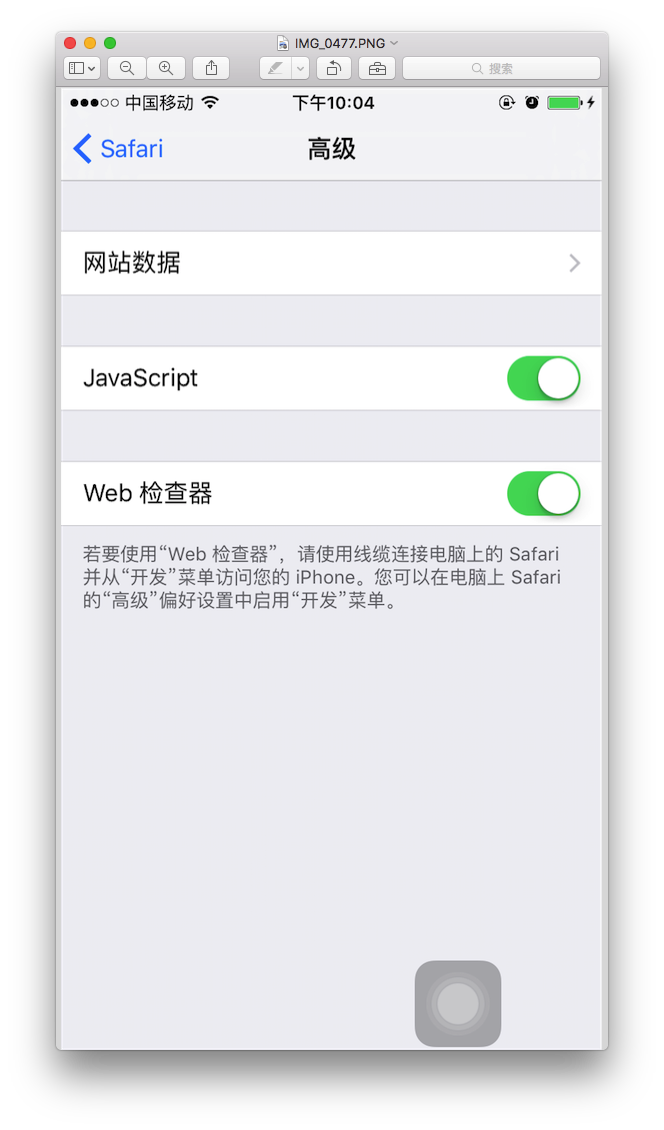 IMG_0477.PNG
搜索
中国移动
下午10:04
Safari
高级
网站数据
JavaScript
Web 检查器
若要使用“Web 检查器”，请使用线缆连接电脑上的 Safari
并从“开发”菜单访问您的 iPhone。您可以在电脑上 Safari
的“高级”偏好设置中启用“开发”菜单。